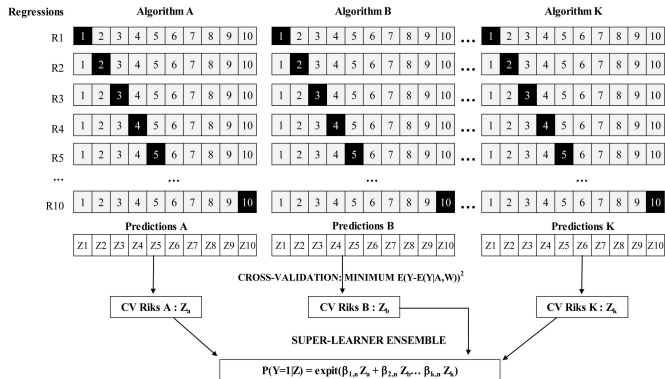 Regressions Algorithm A Algorithm B Algorithm K
R1 1 2 3 4 5 6 7 8 9 10 1 2 3 4 5 6 7 8 9 10 ... 1 2 3 4 5 6 7 8 9 10
R2 1 2 3 4 5 6 7 8 9 10 1 2 3 4 5 6 7 8 9 10 ... 1 2 3 4 5 6 7 8 9 10
R3 1 2 3 4 5 6 7 8 9 10 1 2 3 4 5 6 7 8 9 10 ... 1 2 3 4 5 6 7 8 9 10
R4 1 2 3 4 5 6 7 8 9 10 1 2 3 4 5 6 7 8 9 10 ... 1 2 3 4 5 6 7 8 9 10
R5 1 2 3 4 5 6 7 8 9 10 1 2 3 4 5 6 7 8 9 10 ... 1 2 3 4 5 6 7 8 9 10
... ... ... ...
R10 1 2 3 4 5 6 7 8 9 10 1 2 3 4 5 6 7 8 9 10 ... 1 2 3 4 5 6 7 8 9 10
Predictions A Predictions B Predictions K
Z1 Z2 Z3 Z4 Z5 Z6 Z7 Z8 Z9 Z10 Z1 Z2 Z3 Z4 Z5 Z6 Z7 Z8 Z9 Z10 Z1 Z2 Z3 Z4 Z5 Z6 Z7 Z8 Z9 Z10
CROSS-VALIDATION: MINIMUM E(Y-E(Y|A,W))²
CV Riks A : Zₐ CV Riks B : Z_b CV Riks K : Zₖ
SUPER-LEARNER ENSEMBLE
P(Y=1|Z) = expit(β₁,ₙ Zₐ + β₂,ₙ Z_b... βₖ,ₙ Zₖ)